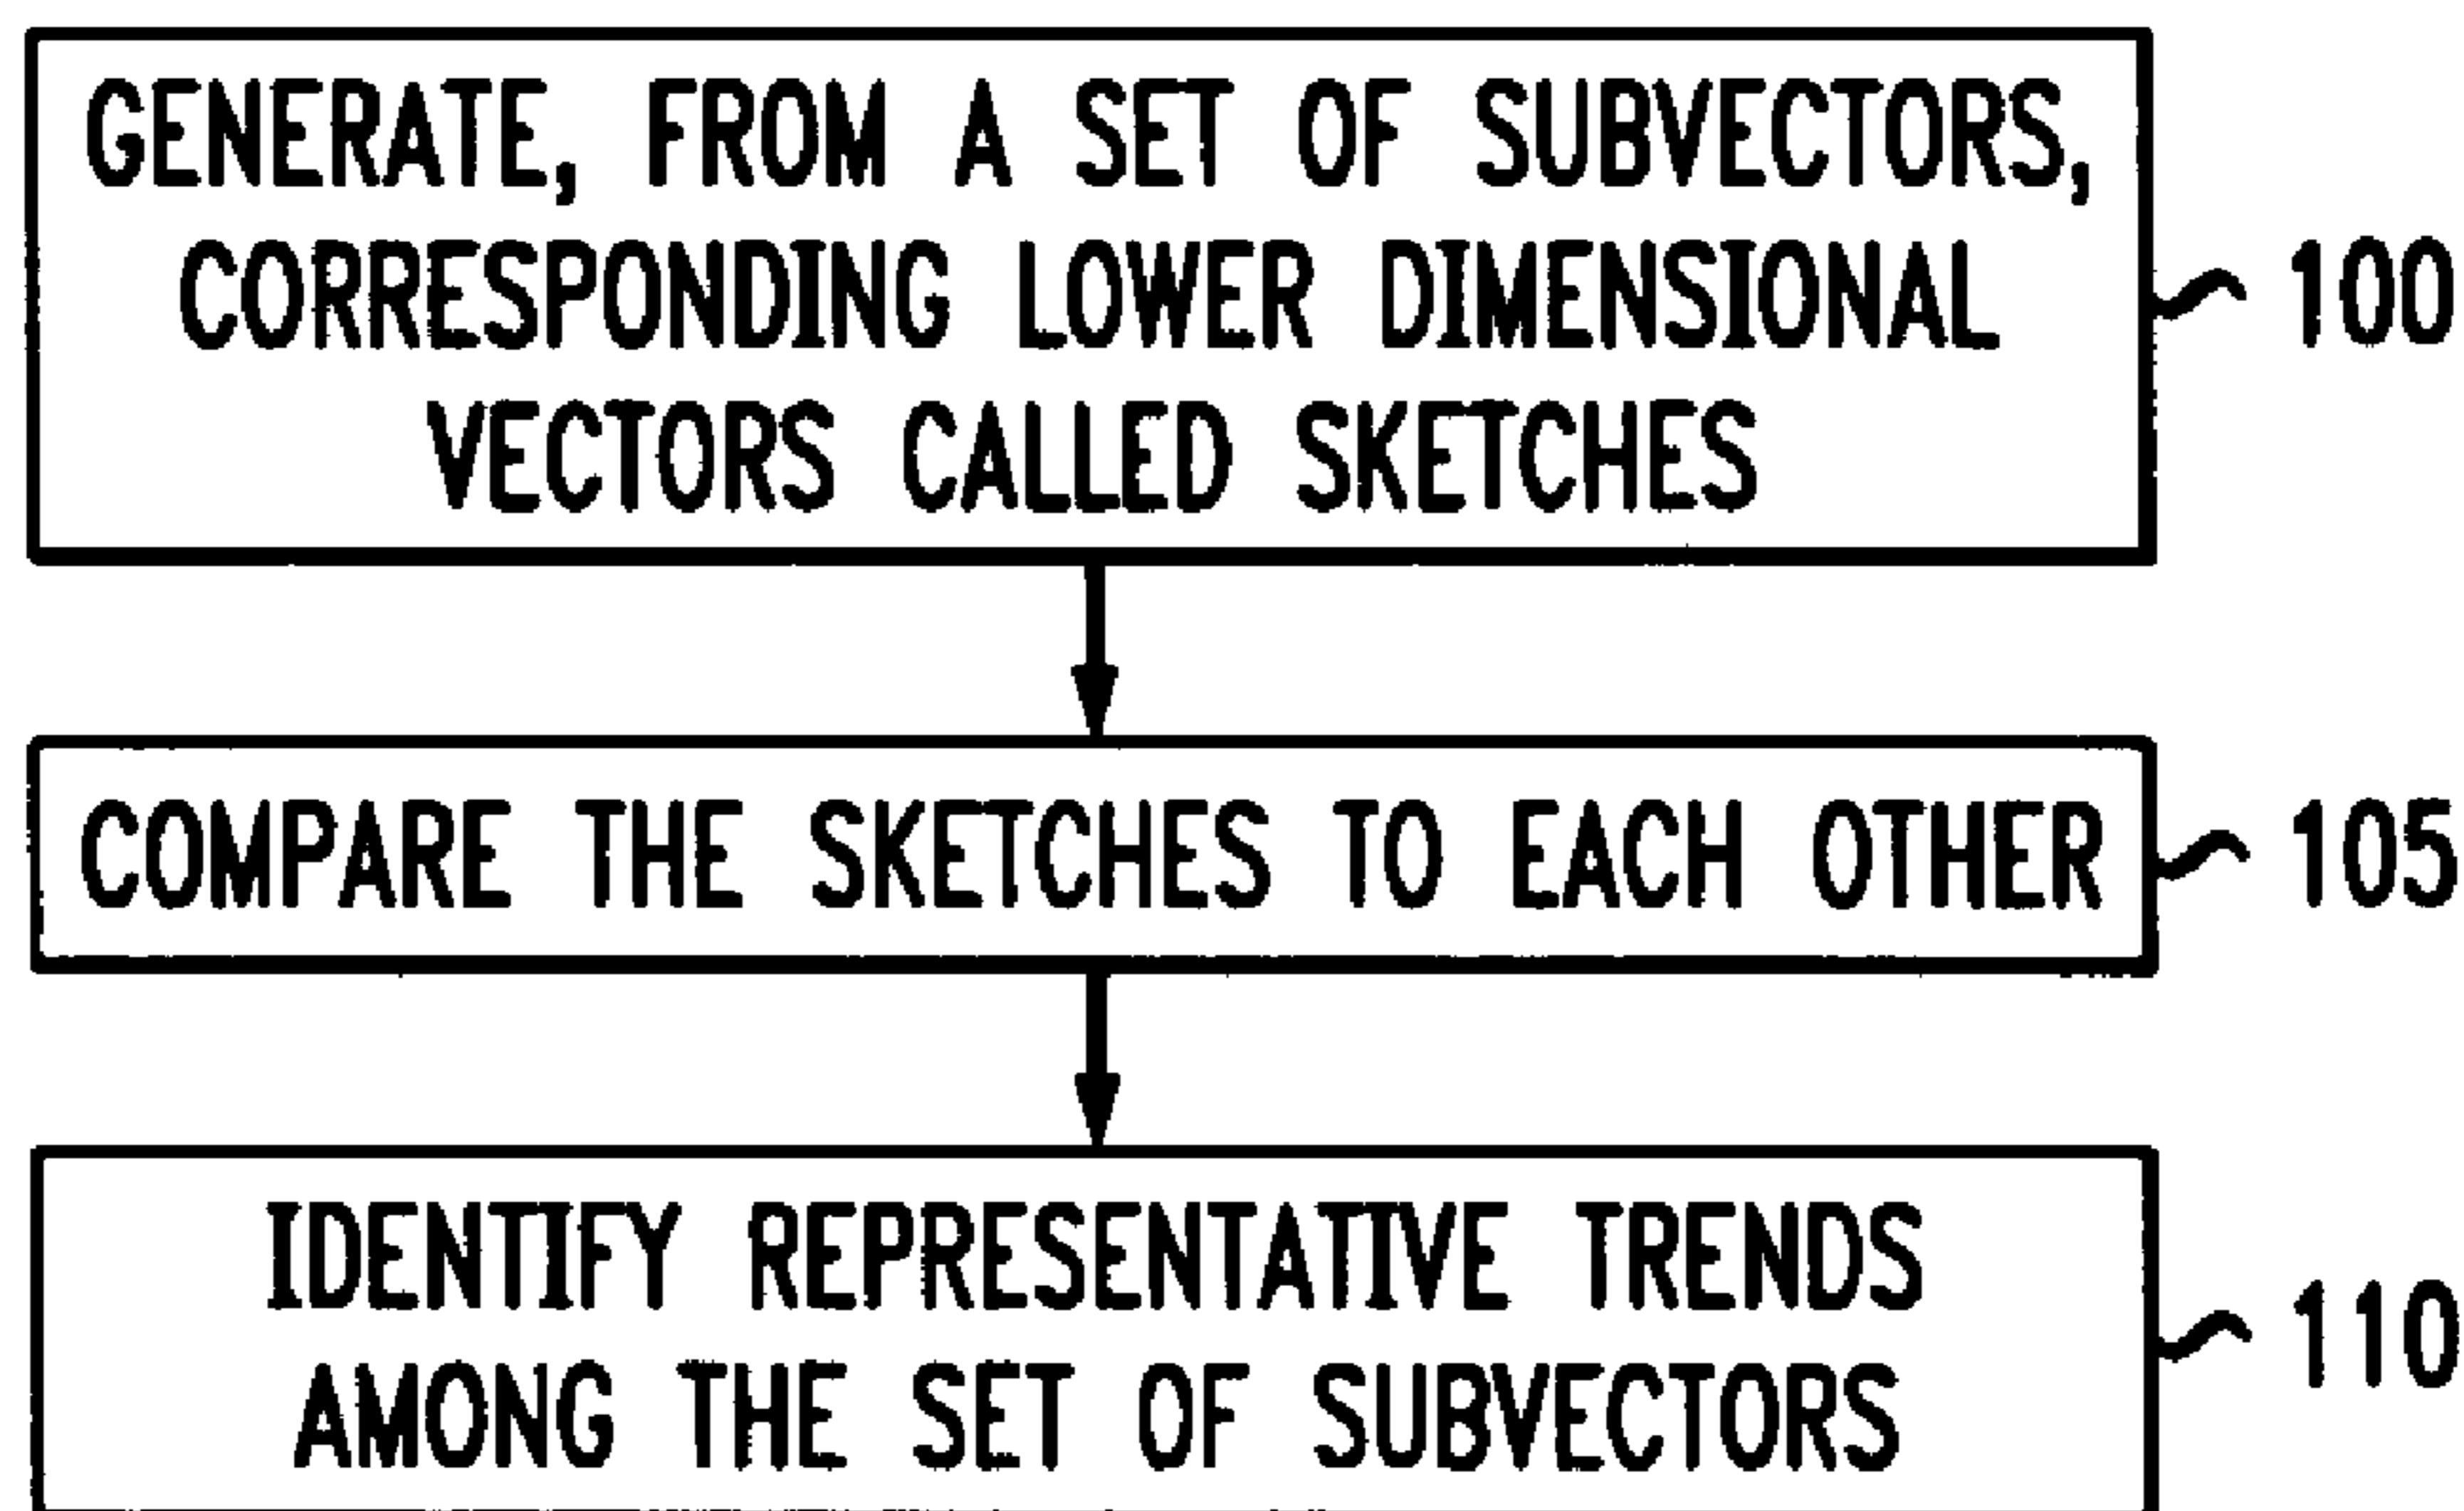 GENERATE, FROM A SET OF SUBVECTORS,
CORRESPONDING LOWER DIMENSIONAL
VECTORS CALLED SKETCHES
100
COMPARE THE SKETCHES TO EACH OTHER
105
IDENTIFY REPRESENTATIVE TRENDS
AMONG THE SET OF SUBVECTORS
110